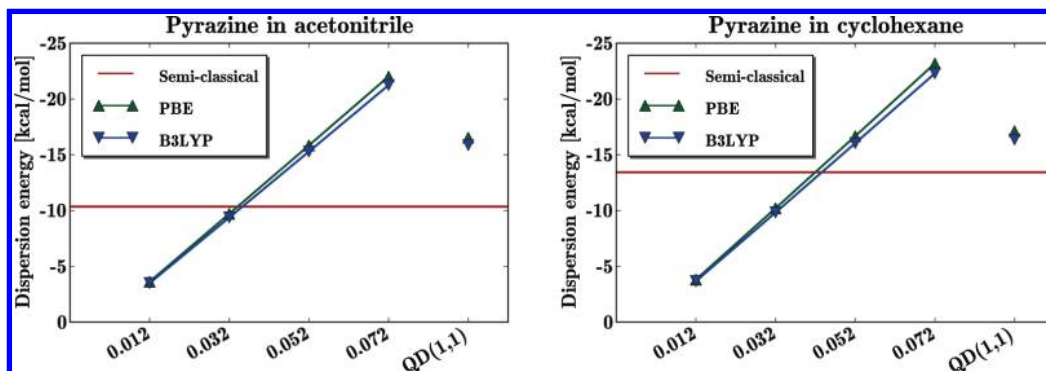 Pyrazine in acetonitrile
Dispersion energy [kcal/mol]
-25
-20
-15
-10
-5
0
Semi-classical
PBE
B3LYP
0.012
0.032
0.052
0.072
QD(1,1)
Pyrazine in cyclohexane
Dispersion energy [kcal/mol]
-25
-20
-15
-10
-5
0
Semi-classical
PBE
B3LYP
0.012
0.032
0.052
0.072
QD(1,1)